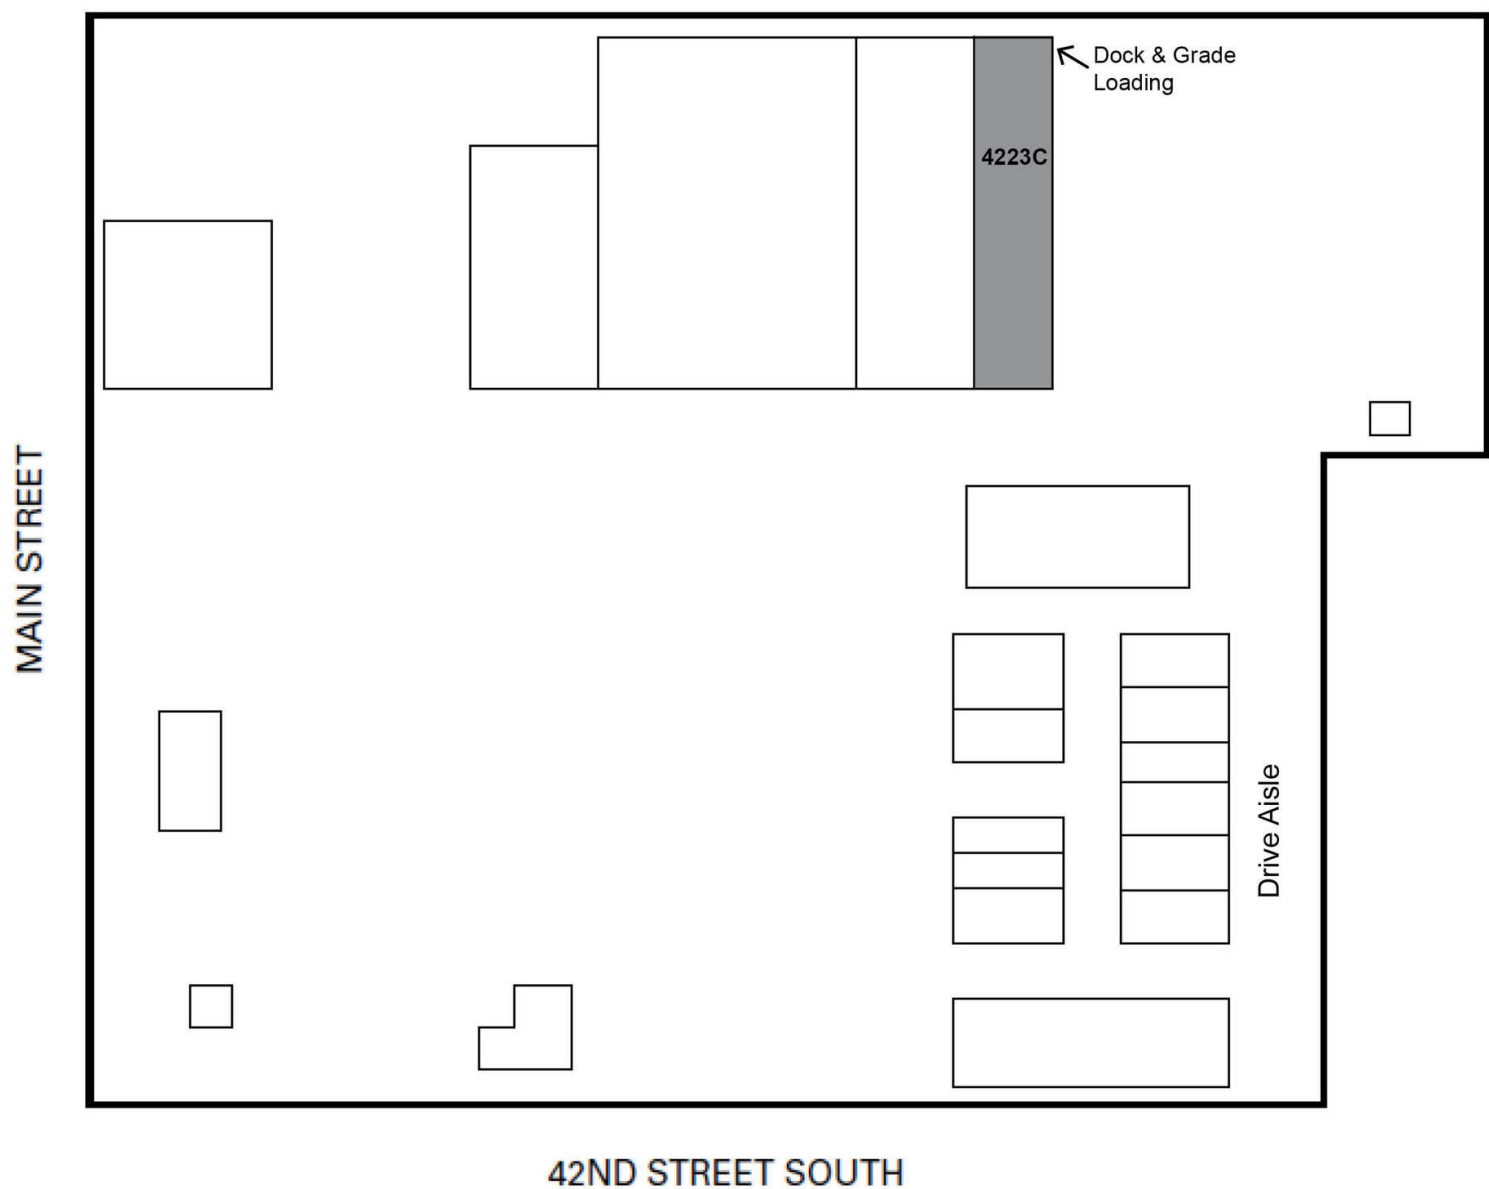 Dock & Grade
Loading
4223C
MAIN STREET
Drive Aisle
42ND STREET SOUTH